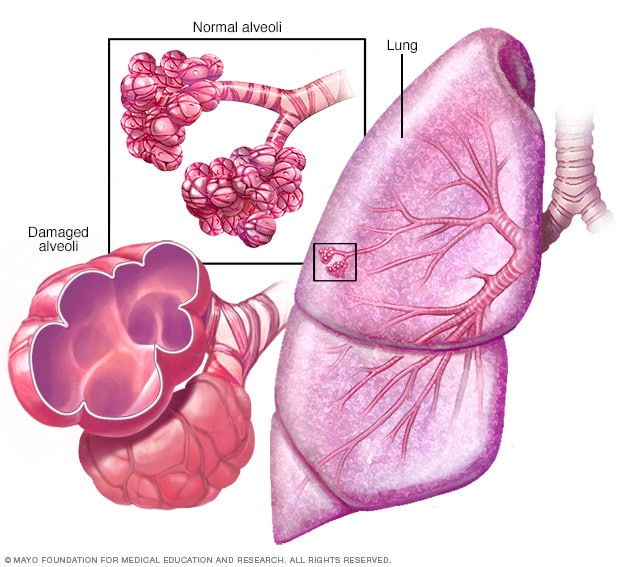 Normal alveoli
Lung
Damaged
alveoli
© MAYO FOUNDATION FOR MEDICAL EDUCATION AND RESEARCH. ALL RIGHTS RESERVED.